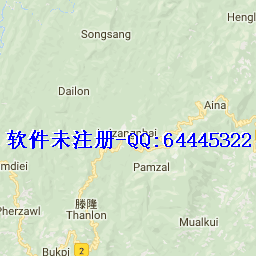 Hengl
Songsang
Dailon
Aina
软件未注册-QQ:64445322
Pamzal
mdiei
滕隆
Thanlon
Pherzawl
Mualkui
Bukpi
2